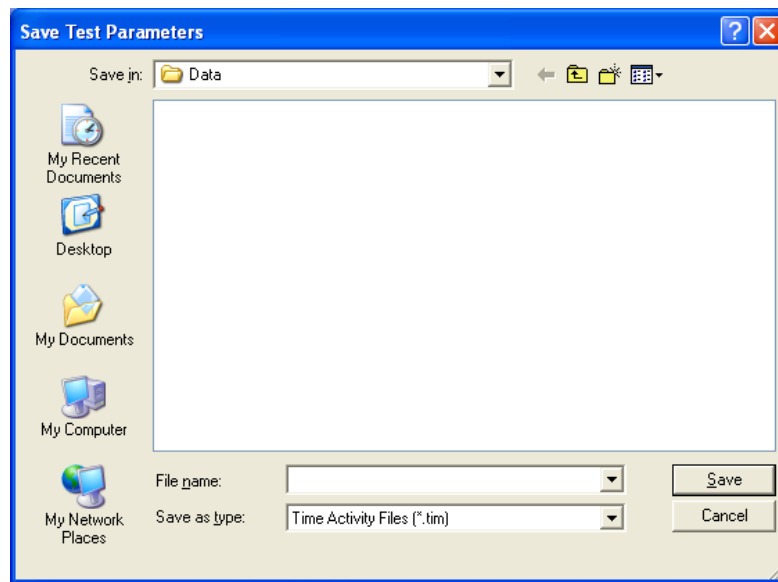 Save Test Parameters
Save in:
Data
My Recent
Documents
Desktop
My Documents
My Computer
My Network
Places
File name:
Save
Save as type:
Time Activity Files (*.tim)
Cancel